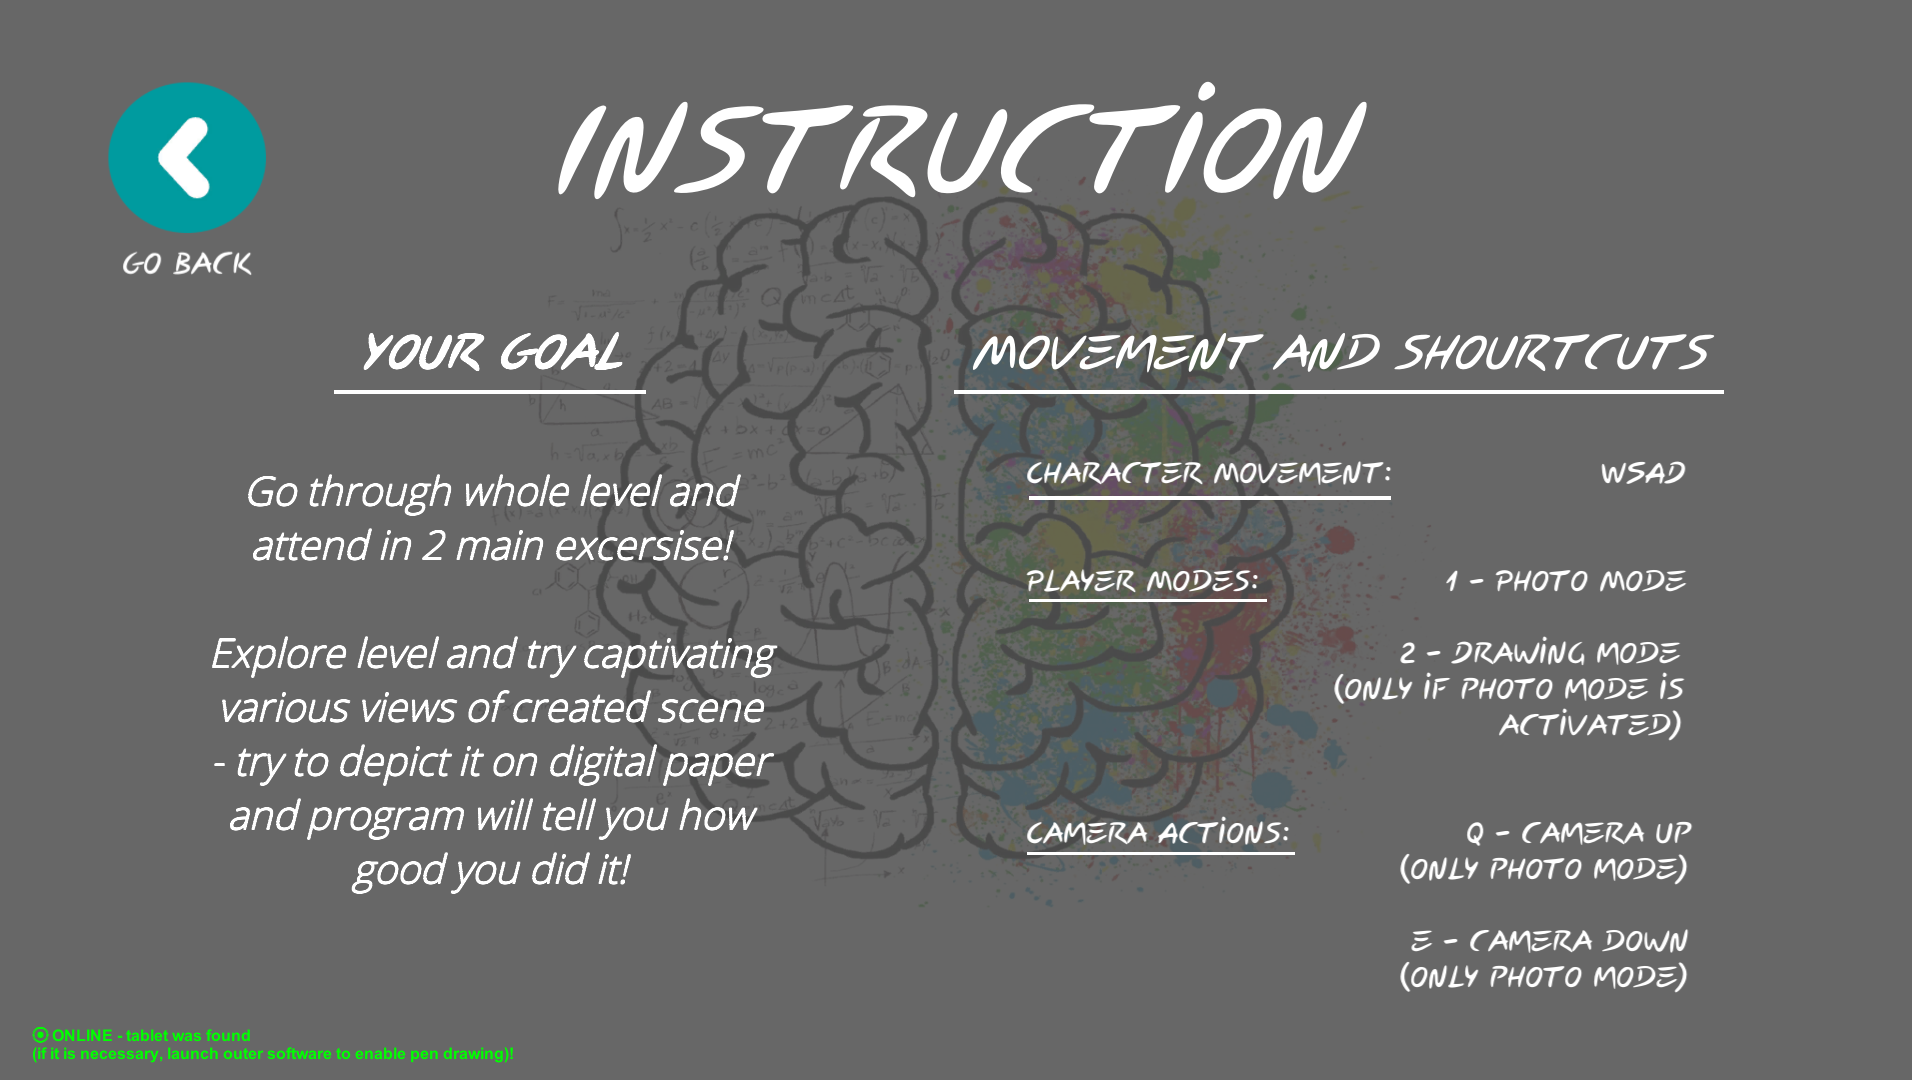 INSTRUCTION
GO BACK
YOUR GOAL
Go through whole level and
attend in 2 main excersise!
Explore level and try captivating
various views of created scene
- try to depict it on digital paper
and program will tell you how
good you did it!
MOVEMENT AND SHOURTCUTS
CHARACTER MOVEMENT:
WSAD
PLAYER MODES:
1 - PHOTO MODE
2 - DRAWING MODE
(ONLY IF PHOTO MODE IS
ACTIVATED)
CAMERA ACTIONS:
Q - CAMERA UP
(ONLY PHOTO MODE)
E - CAMERA DOWN
(ONLY PHOTO MODE)
ONLINE - tablet was found
(if it is necessary, launch outer software to enable pen drawing)!